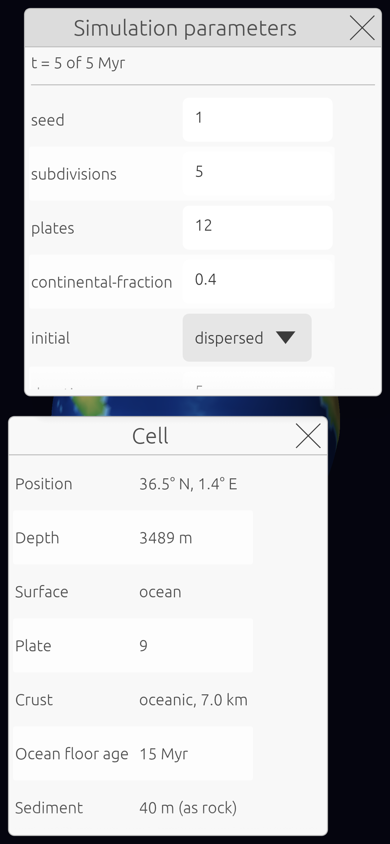 Simulation parameters
t = 5 of 5 Myr
seed 1
subdivisions 5
plates 12
continental-fraction 0.4
initial dispersed
Cell
Position 36.5° N, 1.4° E
Depth 3489 m
Surface ocean
Plate 9
Crust oceanic, 7.0 km
Ocean floor age 15 Myr
Sediment 40 m (as rock)